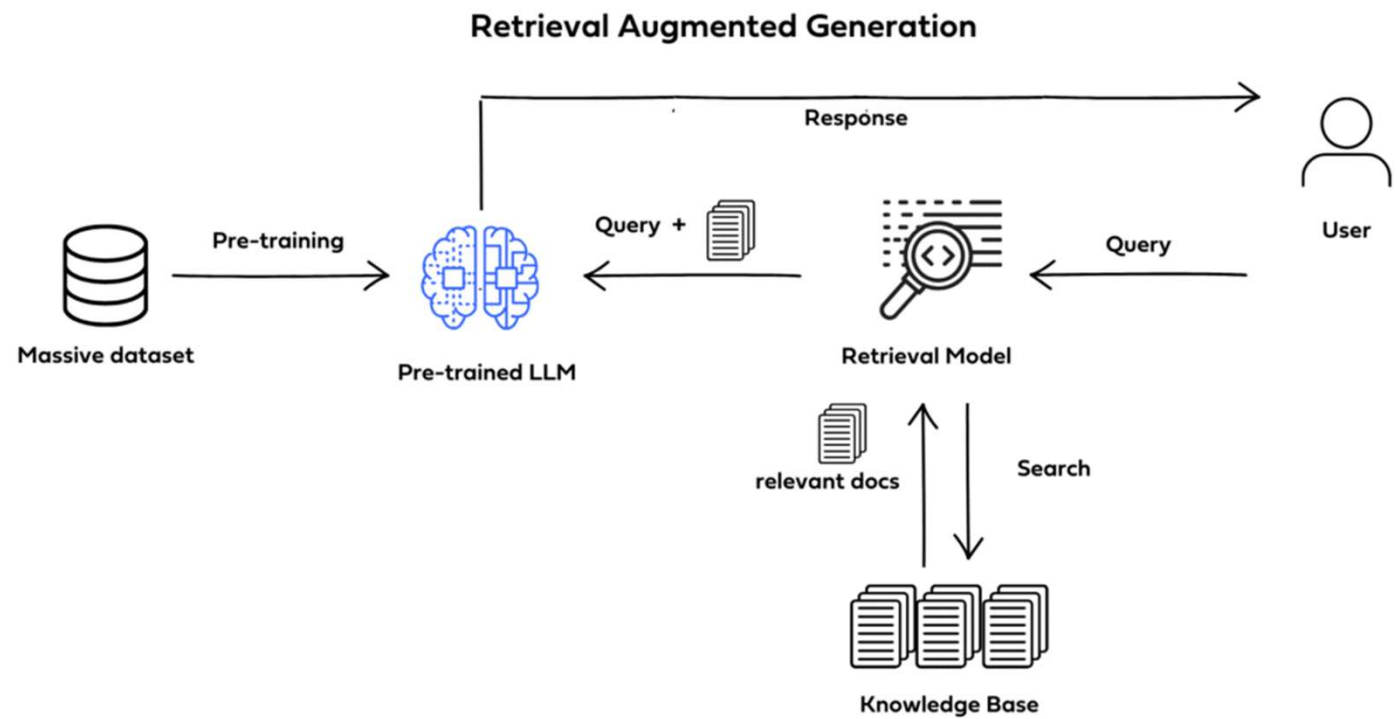 Retrieval Augmented Generation
Response
User
Pre-training
Query +
Query
Massive dataset
Pre-trained LLM
Retrieval Model
relevant docs
Search
Knowledge Base